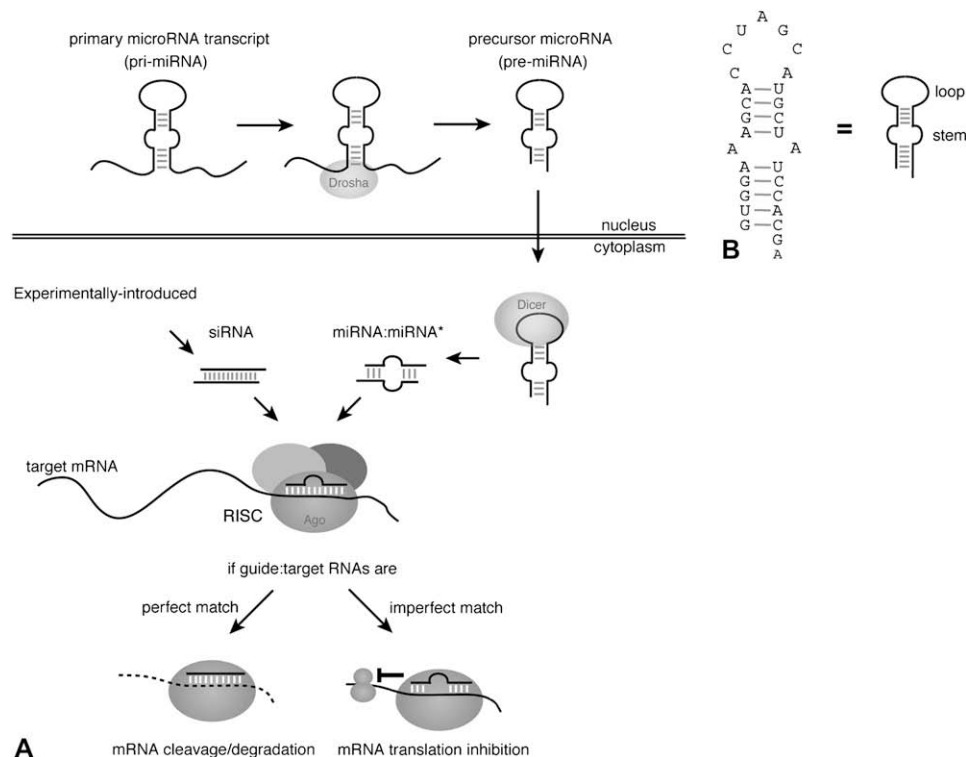 primary microRNA transcript
(pri-miRNA)
precursor microRNA
(pre-miRNA)
Drosha
nucleus
cytoplasm
Experimentally-introduced
siRNA
miRNA:miRNA*
Dicer
target mRNA
RISC
Ago
if guide:target RNAs are
perfect match
imperfect match
mRNA cleavage/degradation
mRNA translation inhibition
A
U A
C G
C C
C A
A U
C G
G C
A U
A A
A U
G C
G C
U A
G C
G
A
=
loop
stem
B